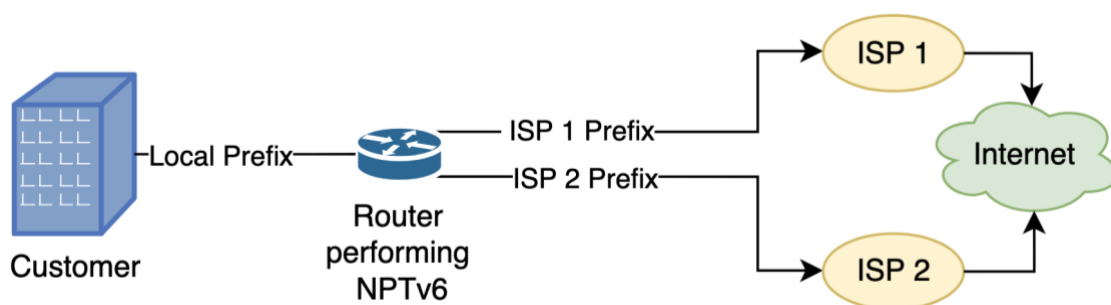 Customer
Local Prefix
Router
performing
NPTv6
ISP 1 Prefix
ISP 2 Prefix
ISP 1
ISP 2
Internet